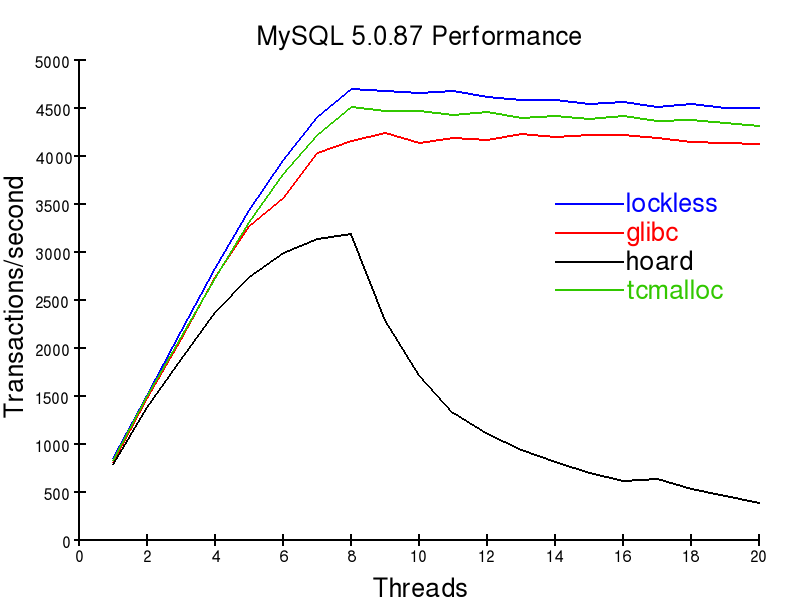 MySQL 5.0.87 Performance
5000
4500
4000
3500
3000
2500
2000
1500
1000
500
0
Transactions/second
lockless
glibc
hoard
tcmalloc
0 2 4 6 8 10 12 14 16 18 20
Threads